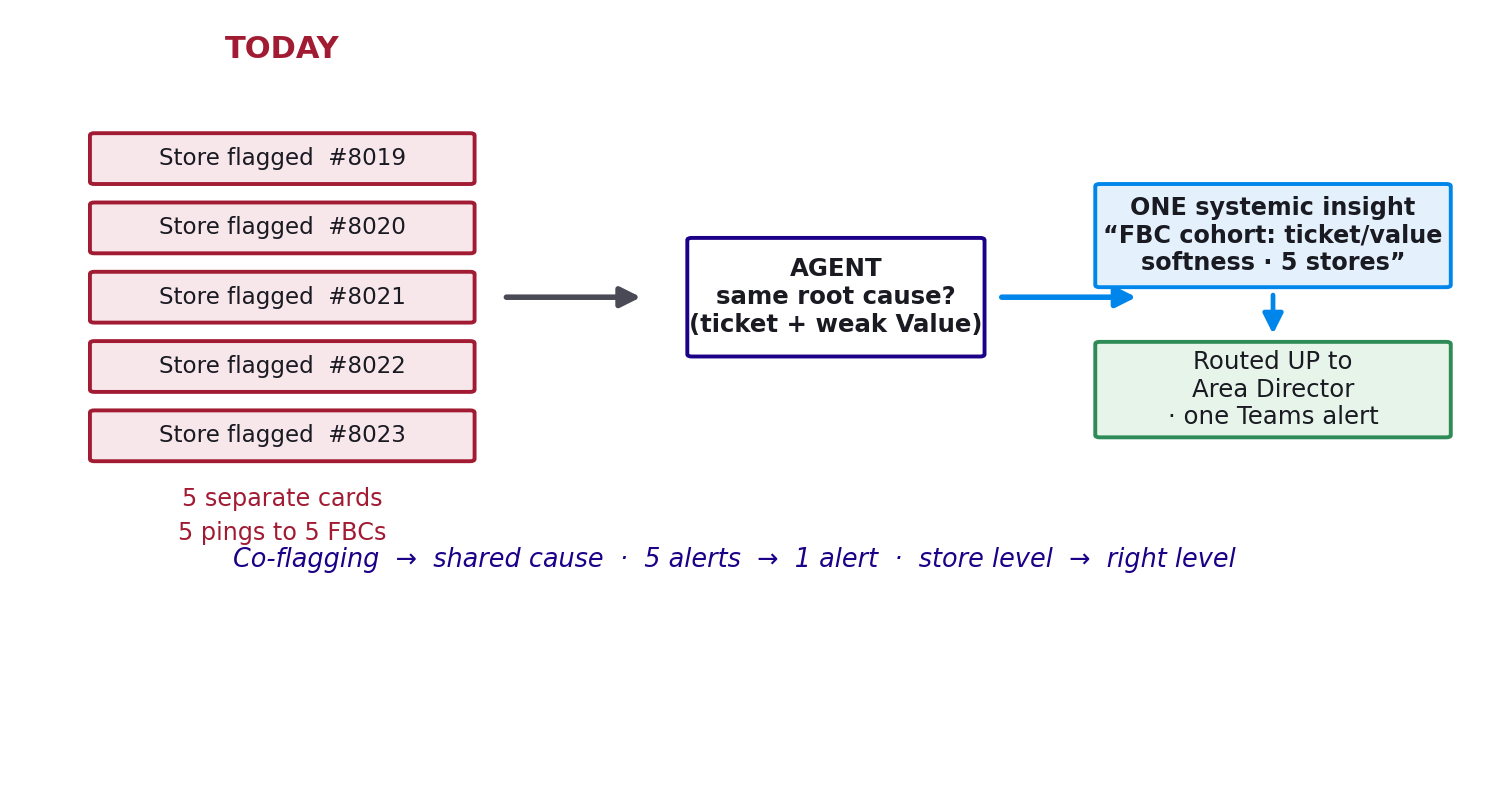 TODAY
Store flagged  #8019
Store flagged  #8020
Store flagged  #8021
Store flagged  #8022
Store flagged  #8023
5 separate cards
5 pings to 5 FBCs
AGENT
same root cause?
(ticket + weak Value)
ONE systemic insight
“FBC cohort: ticket/value
softness · 5 stores”
Routed UP to
Area Director
· one Teams alert
Co-flagging → shared cause · 5 alerts → 1 alert · store level → right level